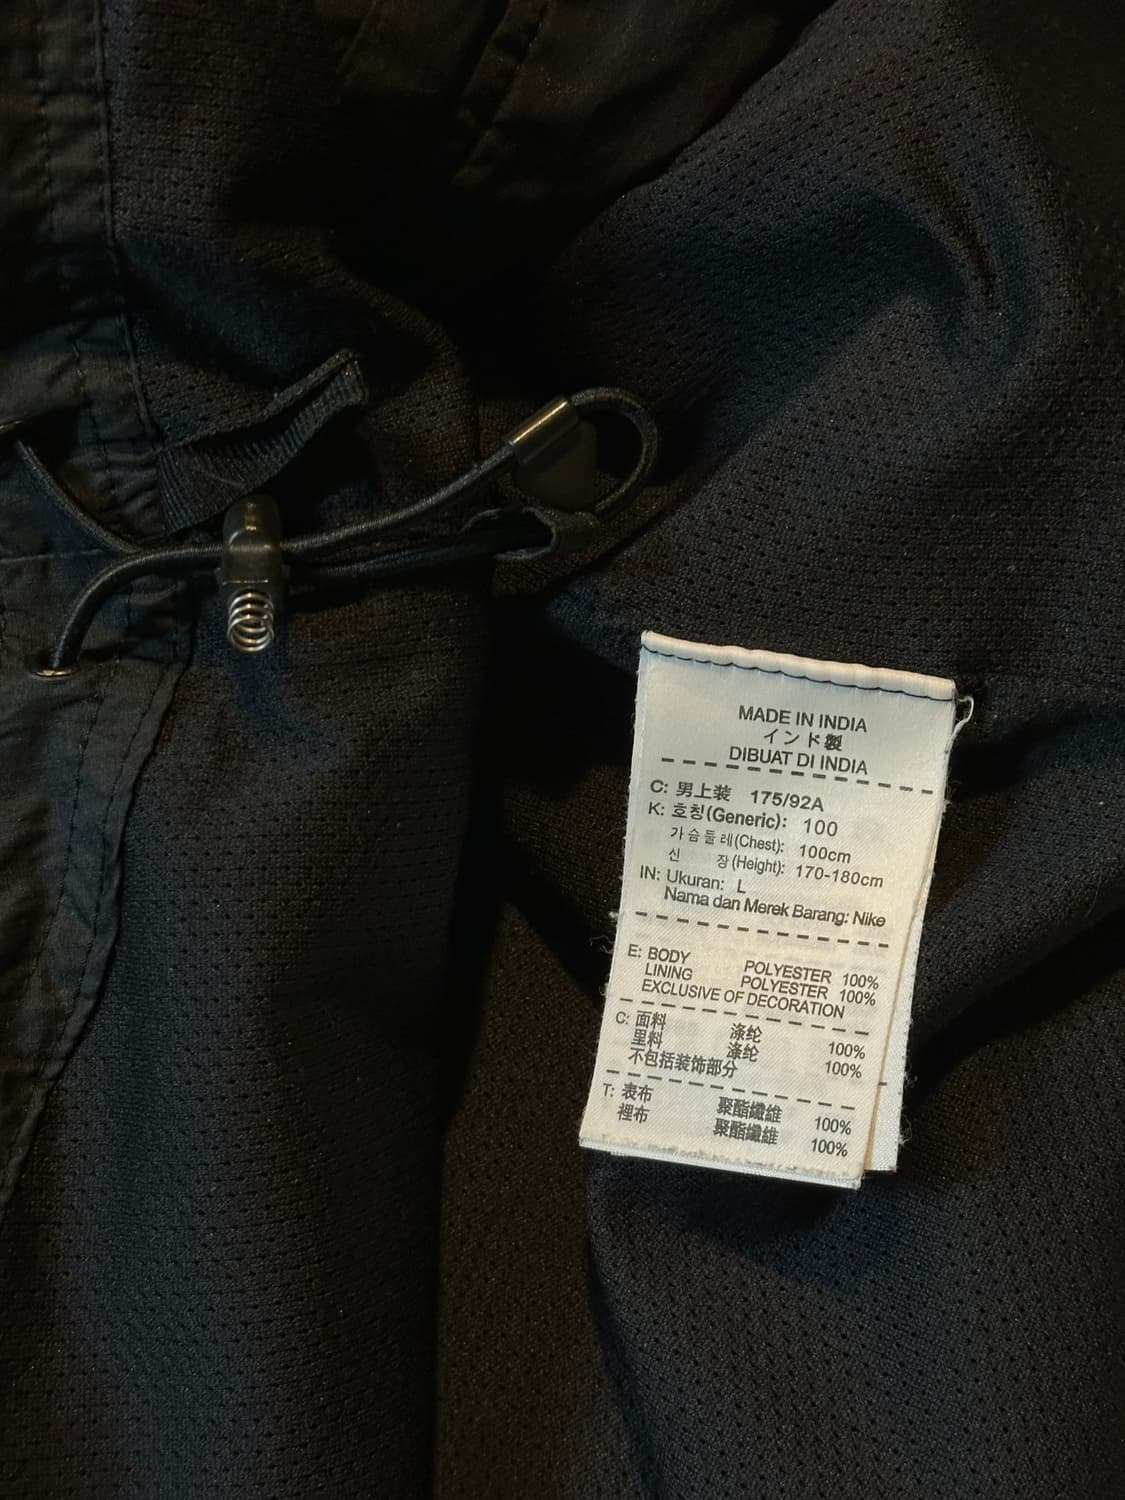 MADE IN INDIA
インド製
DIBUAT DI INDIA
C: 男上装 175/92A
K: 호칭(Generic): 100
가슴둘레(Chest): 100cm
신 장(Height): 170-180cm
IN: Ukuran: L
Nama dan Merek Barang: Nike
E: BODY POLYESTER 100%
LINING POLYESTER 100%
EXCLUSIVE OF DECORATION
C: 面料 涤纶 100%
里料 涤纶 100%
不包括装饰部分
T: 表布 聚酯纖維 100%
裡布 聚酯纖維 100%